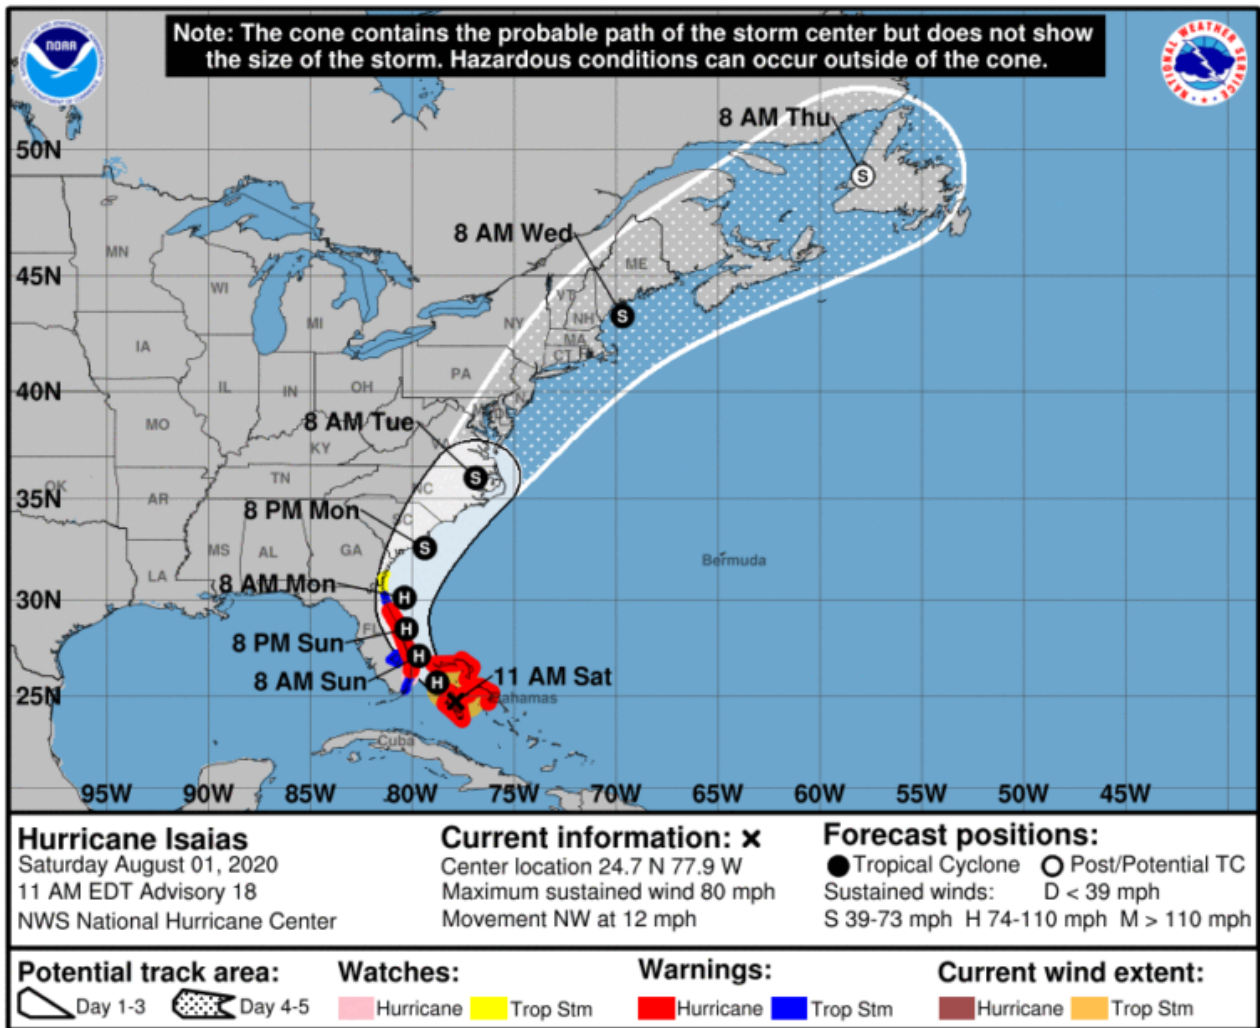 Note: The cone contains the probable path of the storm center but does not show
the size of the storm. Hazardous conditions can occur outside of the cone.
NOAA
NATIONAL WEATHER SERVICE
8 AM Thu
50N
8 AM Wed
MN
ME
45N
WI
VT
MI
NY
NH
MA
IA
CT
PA
40N
IL
IN
OH
MO
8 AM Tue
KY
OK
TN
AR
NC
35N
8 PM Mon
SC
MS
AL
GA
Bermuda
LA
8 AM Mon
30N
FL
8 PM Sun
8 AM Sun
11 AM Sat
25N
Bahamas
Cuba
S
S
S
S
H
H
H
H
95W 90W 85W 80W 75W 70W 65W 60W 55W 50W 45W
Hurricane Isaias
Saturday August 01, 2020
11 AM EDT Advisory 18
NWS National Hurricane Center
Current information: ×
Center location 24.7 N 77.9 W
Maximum sustained wind 80 mph
Movement NW at 12 mph
Forecast positions:
Tropical Cyclone Post/Potential TC
Sustained winds: D < 39 mph
S 39-73 mph H 74-110 mph M > 110 mph
Potential track area:
Day 1-3 Day 4-5
Watches:
Hurricane Trop Stm
Warnings:
Hurricane Trop Stm
Current wind extent:
Hurricane Trop Stm